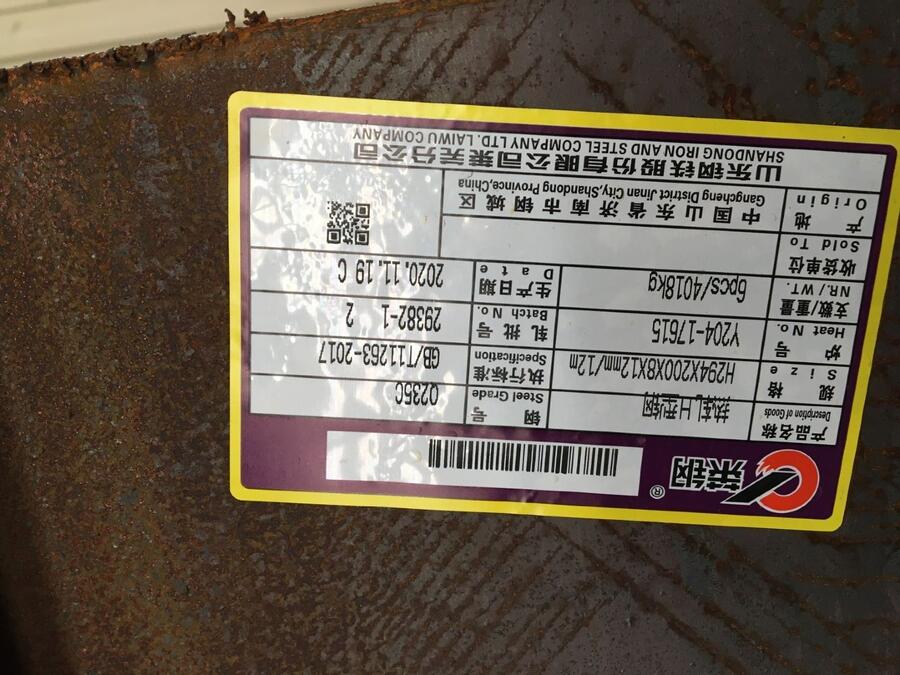 莱钢 ®
产品名称 热轧H型钢 钢号 Q235C
Description of Goods Steel Grade
规格 H294X200X8X12mm/12m 执行标准 GB/T11263-2017
Size Specification
炉号 Y204-17615 轧批号 29382-1 2
Heat No. Batch No.
支数/重量 6pcs/4018kg 生产日期 2020.11.19 C
NR./WT. Date
收货单位
Sold To
产地 中国山东省济南市钢城区
Origin Gangcheng District,Jinan City,Shandong Province,China
山东钢铁股份有限公司莱芜分公司
SHANDONG IRON AND STEEL COMPANY LTD. LAIWU COMPANY